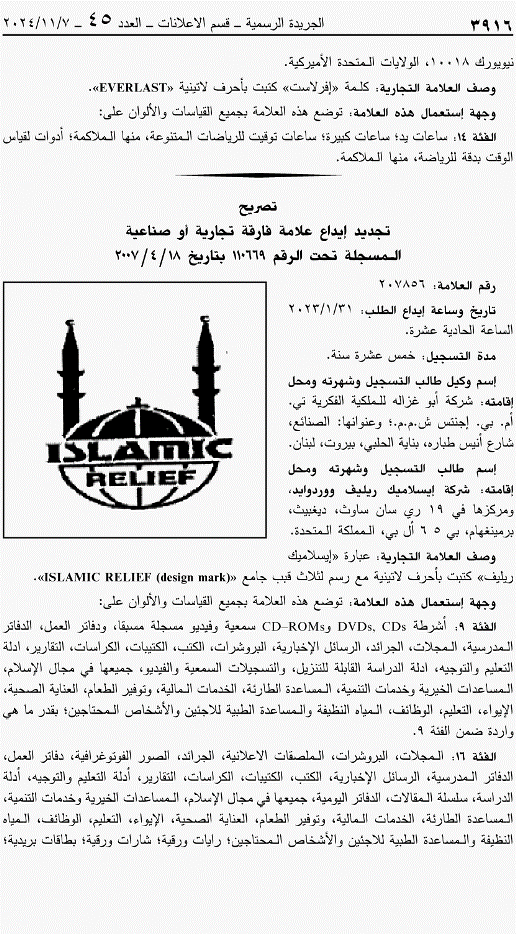 ٣٩١٦ الجريدة الرسمية ــ قسم الاعلانات ــ العدد ٤٥ ــ ٢٠٢٤/١١/٧
نيويورك ١٠٠١٨، الولايات المتحدة الأميركية.
وصف العلامة التجارية: كلمة «إفرلاست» كتبت بأحرف لاتينية «EVERLAST».
وجهة إستعمال هذه العلامة: توضع هذه العلامة بجميع القياسات والألوان على:
الفئة ١٤: ساعات يد؛ ساعات كبيرة؛ ساعات توقيت للرياضات المتنوعة، منها الملاكمة؛ أدوات لقياس
الوقت بدقة للرياضة، منها الملاكمة.
تصريح
تجديد إيداع علامة فارقة تجارية أو صناعية
المسجلة تحت الرقم ١١٠٦٦٩ بتاريخ ٢٠٠٧/٤/١٨
رقم العلامة: ٢٠٧٨٥٦
تاريخ وساعة إيداع الطلب: ٢٠٢٣/١/٣١
الساعة الحادية عشرة.
مدة التسجيل: خمس عشرة سنة.
إسم وكيل طالب التسجيل وشهرته ومحل
إقامته: شركة أبو غزاله للملكية الفكرية تي.
أم. بي. إجنتس ش.م.م.؛ وعنوانها: الصنائع،
شارع أنيس طباره، بناية الحلبي، بيروت، لبنان.
إسم طالب التسجيل وشهرته ومحل
إقامته: شركة إيسلاميك ريليف ووردوايد،
ومركزها في ١٩ ري سان ساوث، ديغبيث،
برمينغهام، بي ٥ ٦ أل بي، المملكة المتحدة.
ISLAMIC
RELIEF
وصف العلامة التجارية: عبارة «إيسلاميك
ريليف» كتبت بأحرف لاتينية مع رسم لثلاث قبب جامع «ISLAMIC RELIEF (design mark)».
وجهة إستعمال هذه العلامة: توضع هذه العلامة بجميع القياسات والألوان على:
الفئة ٩: أشرطة DVDs, CDs وCD–ROMs سمعية وفيديو مسجلة مسبقا، ودفاتر العمل، الدفاتر
المدرسية، المجلات، الجرائد، الرسائل الإخبارية، البروشرات، الكتب، الكتيبات، الكراسات، التقارير، ادلة
التعليم والتوجيه، ادلة الدراسة القابلة للتنزيل، والتسجيلات السمعية والفيديو، جميعها في مجال الإسلام،
المساعدات الخيرية وخدمات التنمية، المساعدة الطارئة، الخدمات المالية، وتوفير الطعام، العناية الصحية،
الإيواء، التعليم، الوظائف، المياه النظيفة والمساعدة الطبية للاجئين والأشخاص المحتاجين؛ بقدر ما هي
واردة ضمن الفئة ٩.
الفئة ١٦: المجلات، البروشرات، الملصقات الاعلانية، الجرائد، الصور الفوتوغرافية، دفاتر العمل،
الدفاتر المدرسية، الرسائل الإخبارية، الكتب، الكتيبات، الكراسات، التقارير، أدلة التعليم والتوجيه، أدلة
الدراسة، سلسلة المقالات، الدفاتر اليومية، جميعها في مجال الإسلام، المساعدات الخيرية وخدمات التنمية،
المساعدة الطارئة، الخدمات المالية، وتوفير الطعام، العناية الصحية، الإيواء، التعليم، الوظائف، المياه
النظيفة والمساعدة الطبية للاجئين والأشخاص المحتاجين؛ رايات ورقية؛ شارات ورقية؛ بطاقات بريدية؛